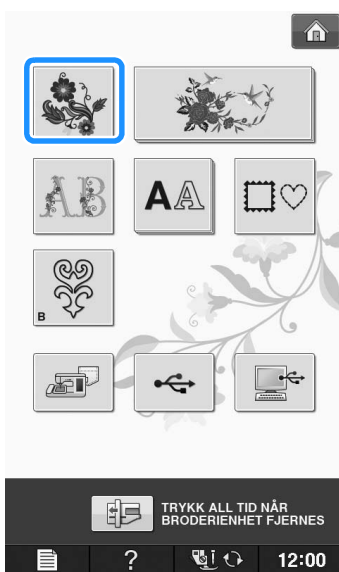 AB
AA
B
TRYKK ALL TID NÅR
BRODERIENHET FJERNES
? 12:00